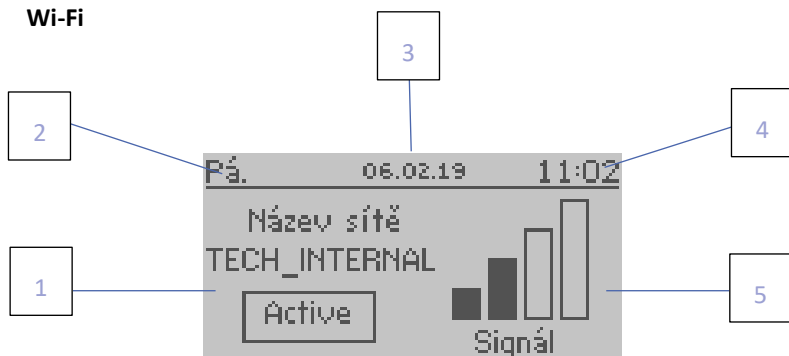 Wi-Fi
3
2
4
Pá. 06.02.19 11:02
Název sítě
TECH_INTERNAL
1
5
Active
Signál